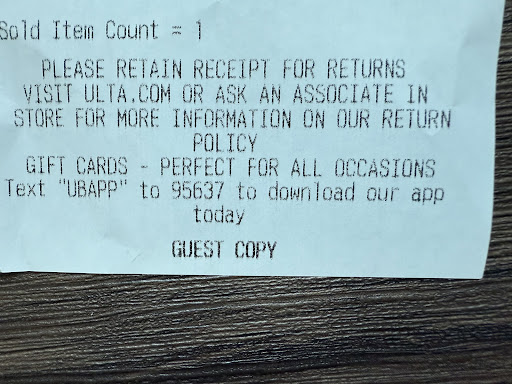 Sold Item Count = 1
PLEASE RETAIN RECEIPT FOR RETURNS
VISIT ULTA.COM OR ASK AN ASSOCIATE IN
STORE FOR MORE INFORMATION ON OUR RETURN
POLICY
GIFT CARDS - PERFECT FOR ALL OCCASIONS
Text "UBAPP" to 95637 to download our app
today
GUEST COPY